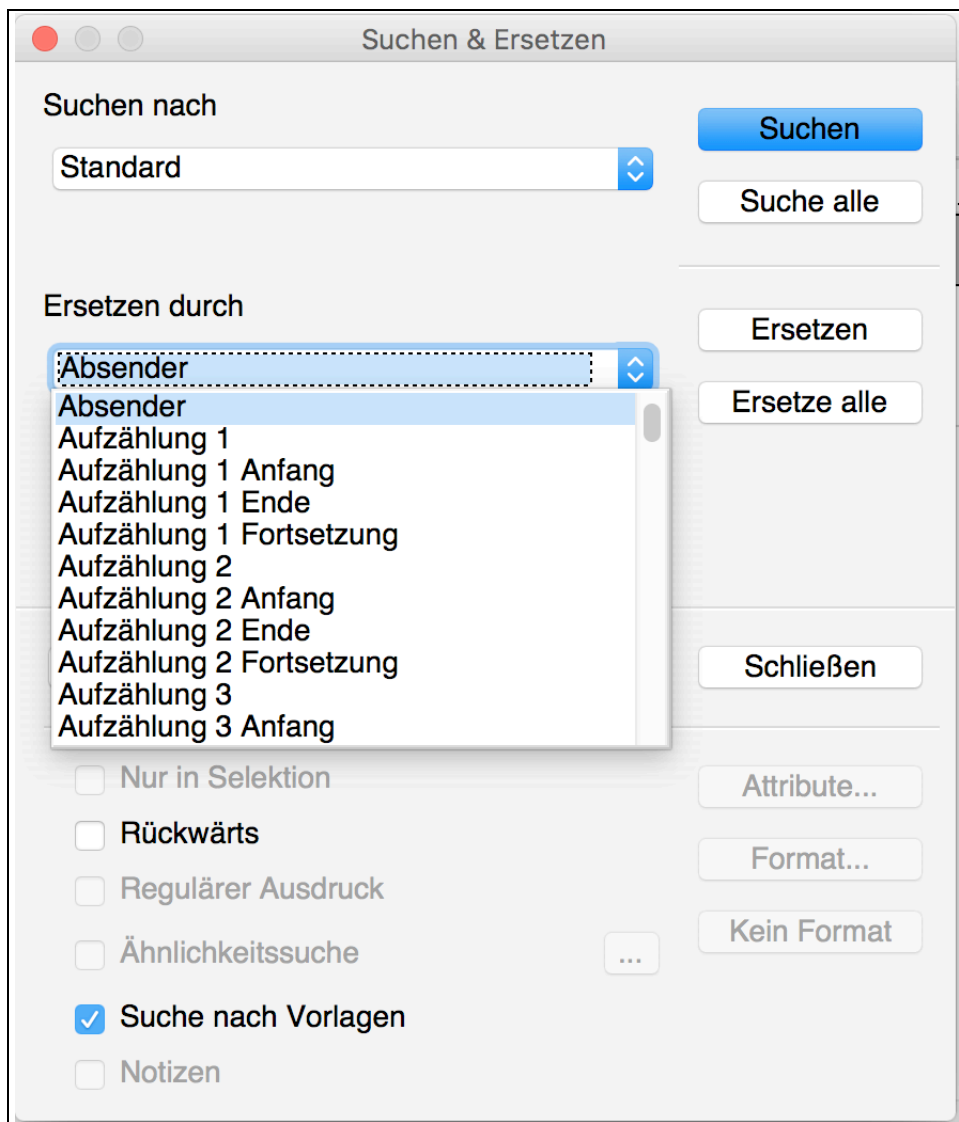 Suchen & Ersetzen
Suchen nach
Suchen
Standard
Suche alle
Ersetzen durch
Ersetzen
Absender
Ersetze alle
Absender
Aufzählung 1
Aufzählung 1 Anfang
Aufzählung 1 Ende
Aufzählung 1 Fortsetzung
Aufzählung 2
Aufzählung 2 Anfang
Aufzählung 2 Ende
Aufzählung 2 Fortsetzung
Aufzählung 3
Aufzählung 3 Anfang
Schließen
Nur in Selektion
Attribute...
Rückwärts
Format...
Regulärer Ausdruck
Kein Format
Ähnlichkeitssuche
...
Suche nach Vorlagen
Notizen